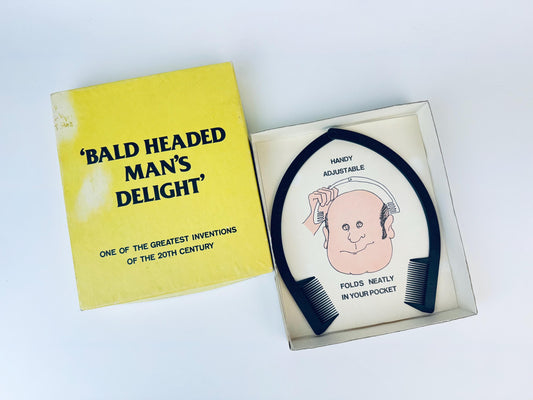 'BALD HEADED
MAN'S
DELIGHT'
ONE OF THE GREATEST INVENTIONS
OF THE 20TH CENTURY
HANDY
ADJUSTABLE
FOLDS NEATLY
IN YOUR POCKET